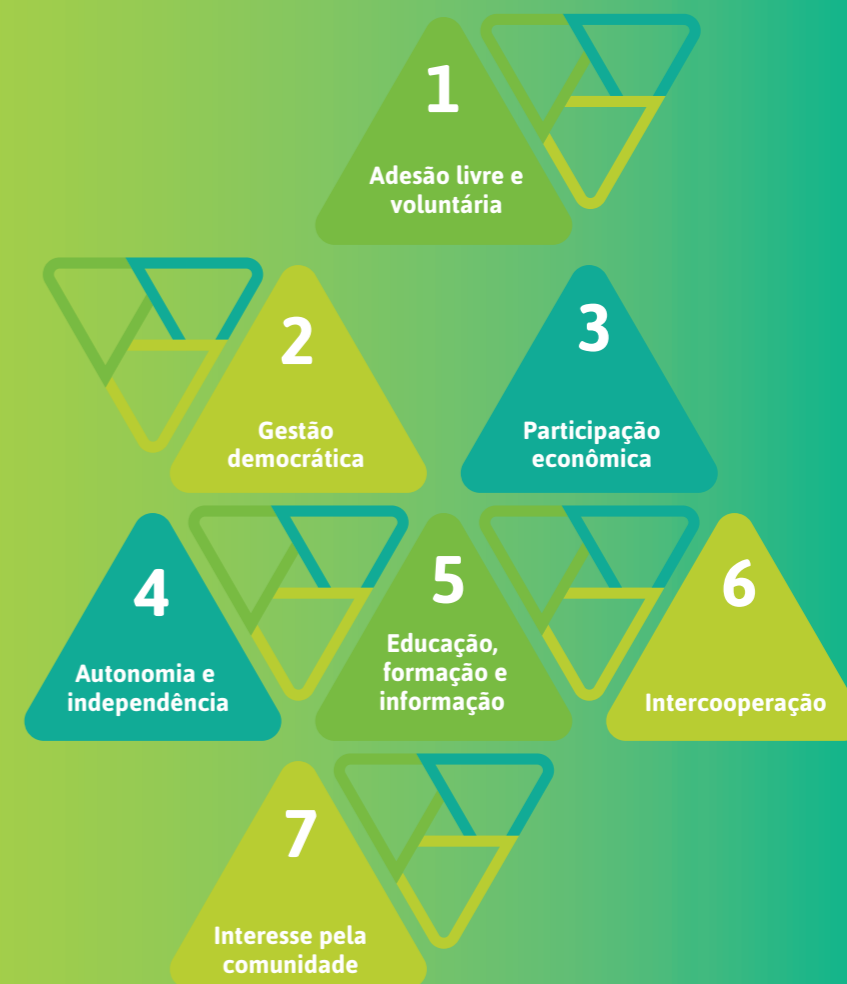 1
Adesão livre e
voluntária
2
Gestão
democrática
3
Participação
econômica
4
Autonomia e
independência
5
Educação,
formação e
informação
6
Intercooperação
7
Interesse pela
comunidade